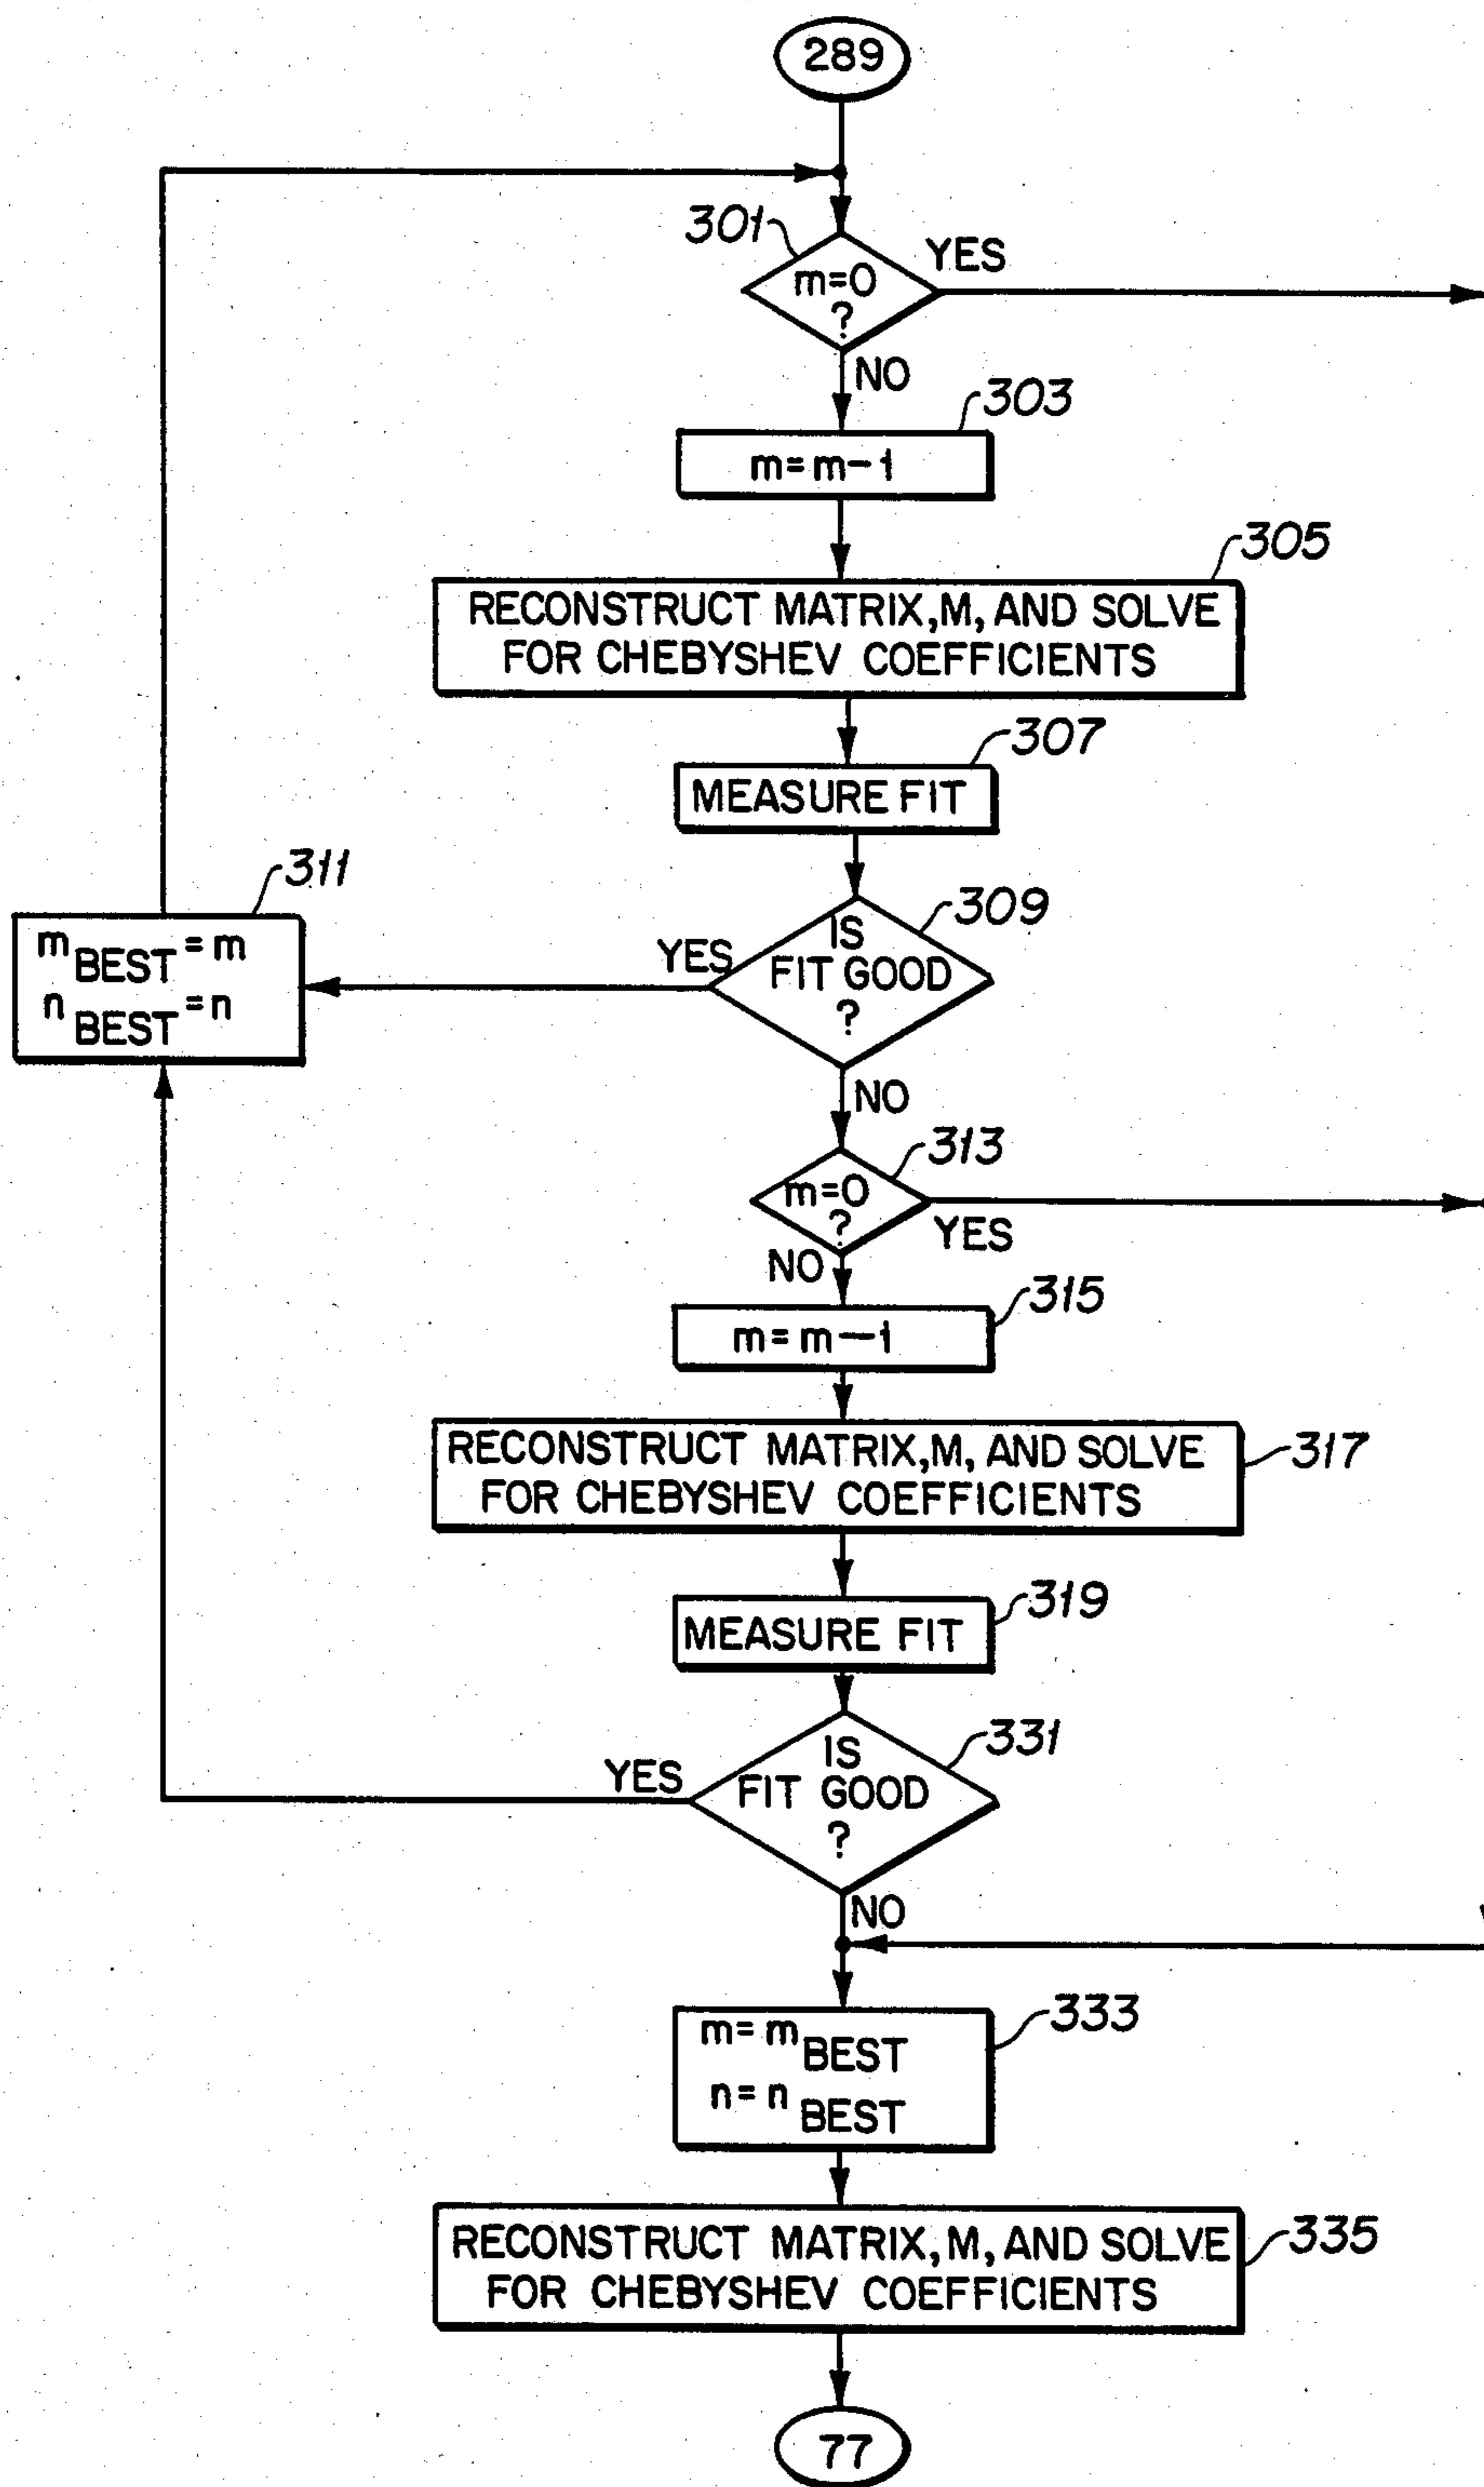 289
301
m=0
?
YES
NO
303
m=m-1
305
RECONSTRUCT MATRIX,M, AND SOLVE
FOR CHEBYSHEV COEFFICIENTS
307
MEASURE FIT
309
IS
FIT GOOD
?
YES
311
m BEST = m
n BEST = n
NO
313
m=0
?
YES
NO
315
m=m-1
RECONSTRUCT MATRIX,M, AND SOLVE
FOR CHEBYSHEV COEFFICIENTS
317
319
MEASURE FIT
331
IS
FIT GOOD
?
YES
NO
333
m= m BEST
n= n BEST
RECONSTRUCT MATRIX,M, AND SOLVE
FOR CHEBYSHEV COEFFICIENTS
335
77